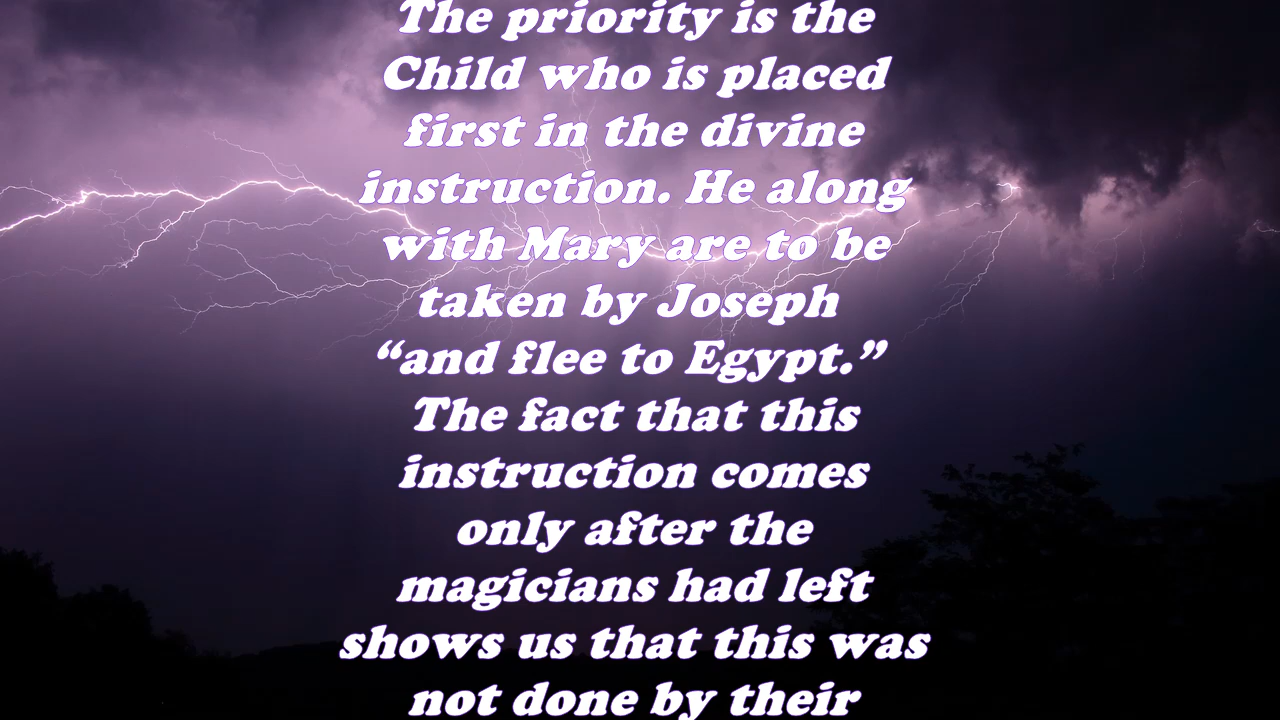 The priority is the
Child who is placed
first in the divine
instruction. He along
with Mary are to be
taken by Joseph
“and flee to Egypt.”
The fact that this
instruction comes
only after the
magicians had left
shows us that this was
not done by their